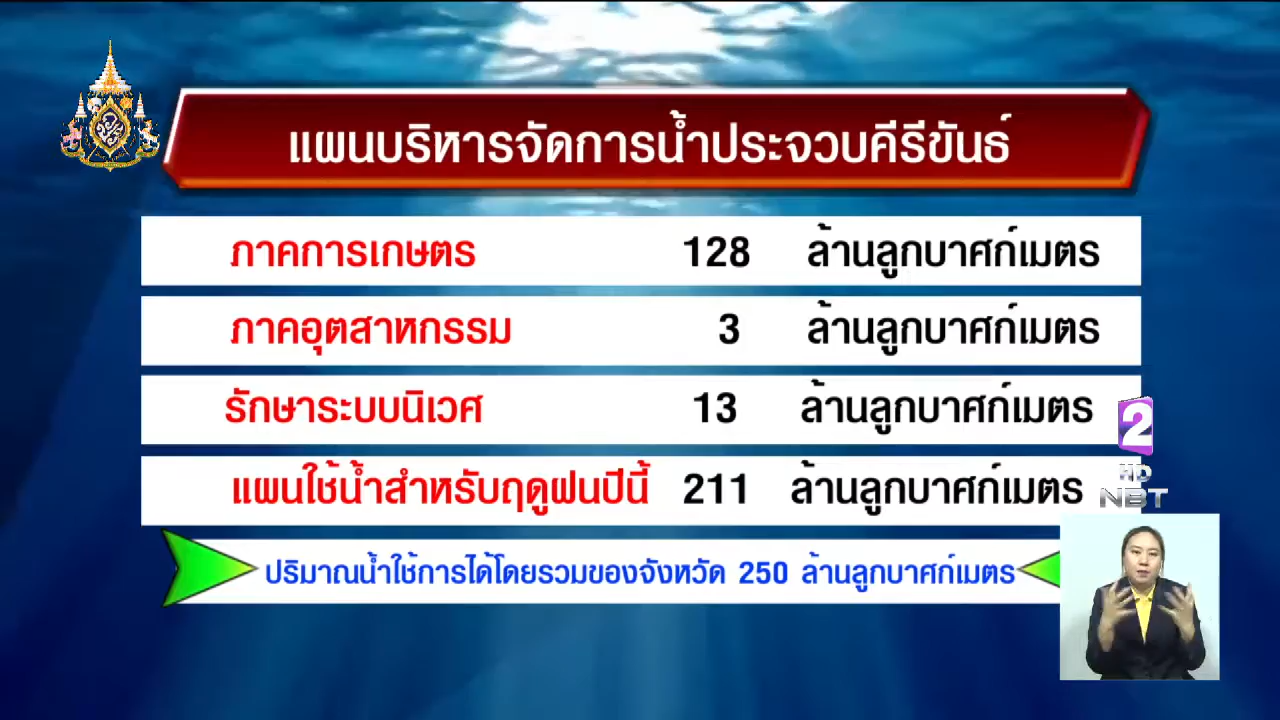 แผนบริหารจัดการน้ำประจวบคีรีขันธ์
ภาคการเกษตร 128 ล้านลูกบาศก์เมตร
ภาคอุตสาหกรรม 3 ล้านลูกบาศก์เมตร
รักษาระบบนิเวศ 13 ล้านลูกบาศก์เมตร
แผนใช้น้ำสำหรับฤดูฝนปีนี้ 211 ล้านลูกบาศก์เมตร
ปริมาณน้ำใช้การได้โดยรวมของจังหวัด 250 ล้านลูกบาศก์เมตร
2
HD
NBT